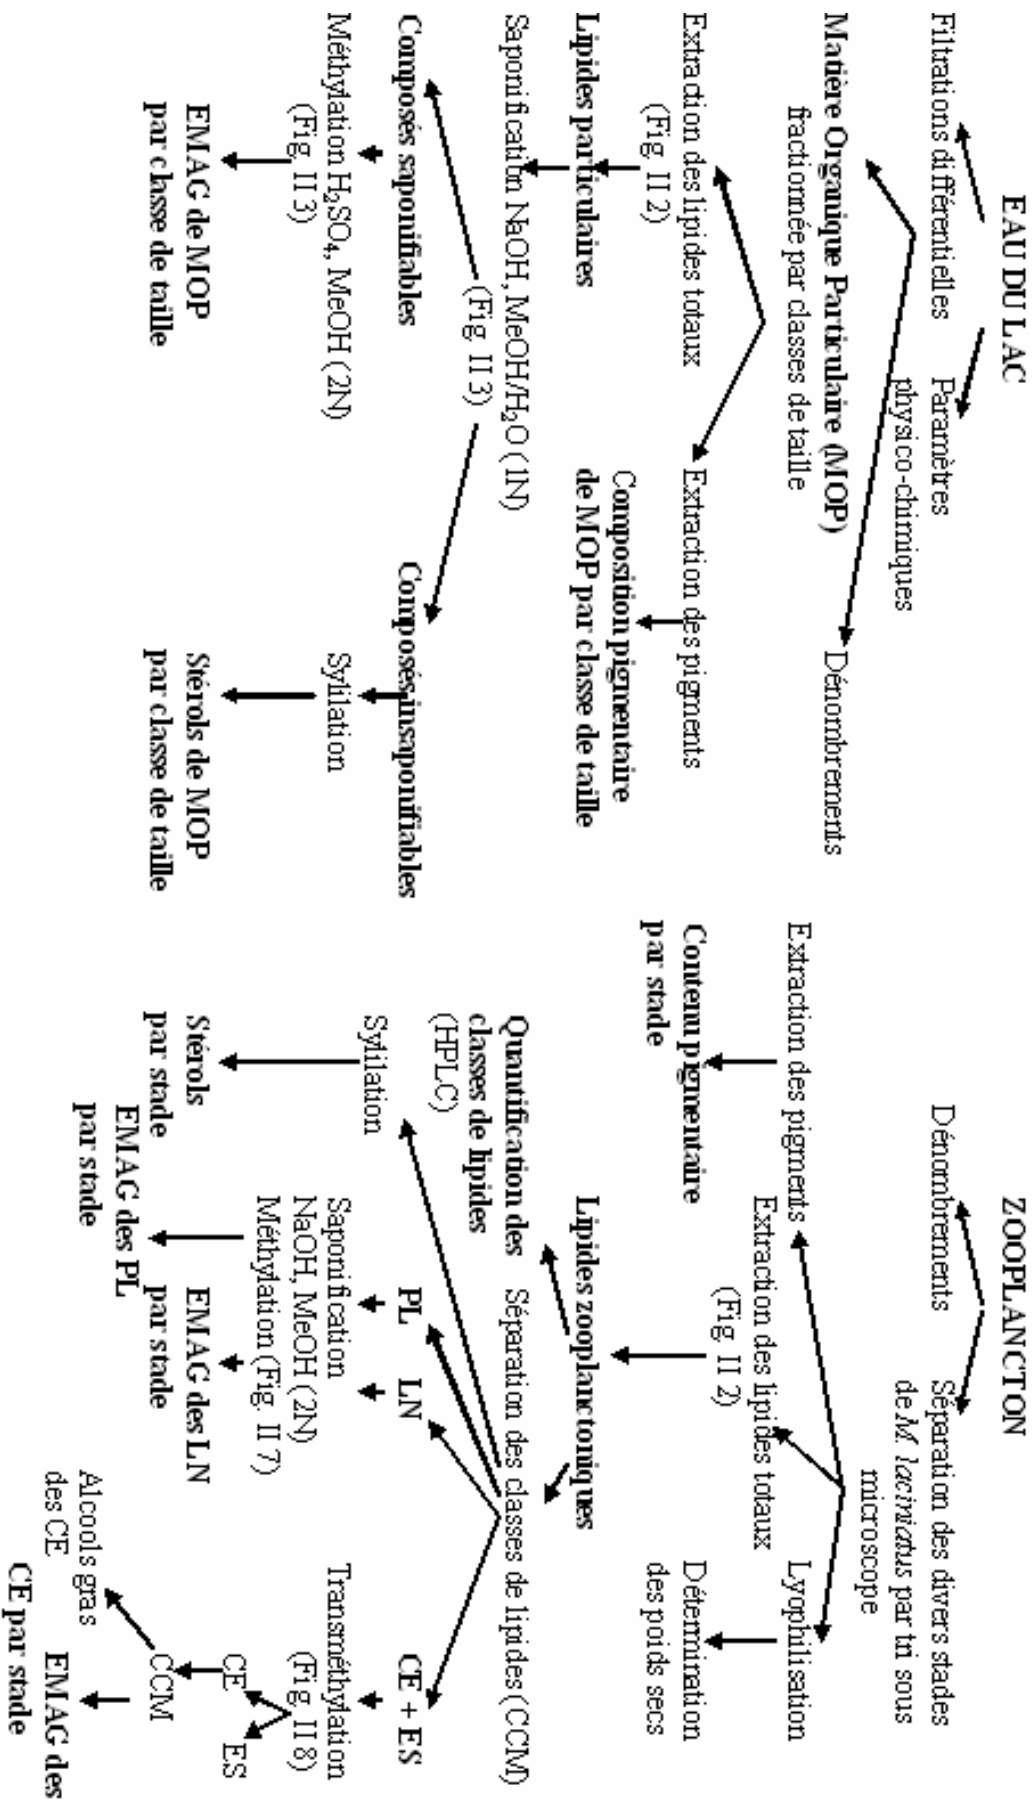 EAU DU LAC
Filtrations différentielles
Paramètres
physico-chimiques
Matière Organique Particulaire (MOP)
fractionnée par classes de taille
Dénombrements
Extraction des lipides totaux
(Fig. II 2)
Extraction des pigments
Lipides particulaires
Composition pigmentaire
de MOP par classe de taille
Saponification NaOH, MeOH/H₂O (1N)
(Fig. II 3)
Composés saponifiables
Composés insaponifiables
Méthylation H₂SO₄, MeOH (2N)
(Fig. II 3)
Sylilation
EMAG de MOP
par classe de taille
Stérols de MOP
par classe de taille
ZOOPLANCTON
Dénombrements
Séparation des divers stades
de M. laciniatus par tri sous
microscope
Extraction des pigments
Extraction des lipides totaux
(Fig. II 2)
Lyophilisation
Contenu pigmentaire
par stade
Détermination
des poids secs
Lipides zooplanctoniques
Quantification des
classes de lipides
(HPLC)
Séparation des classes de lipides (CCM)
Sylilation
PL
LN
CE + ES
Saponification
NaOH, MeOH (2N)
Méthylation (Fig. II 7)
Transméthylation
(Fig. II 8)
CE
ES
Stérols
par stade
EMAG des PL
par stade
EMAG des LN
par stade
CCM
Alcools gras
des CE
EMAG des
CE par stade